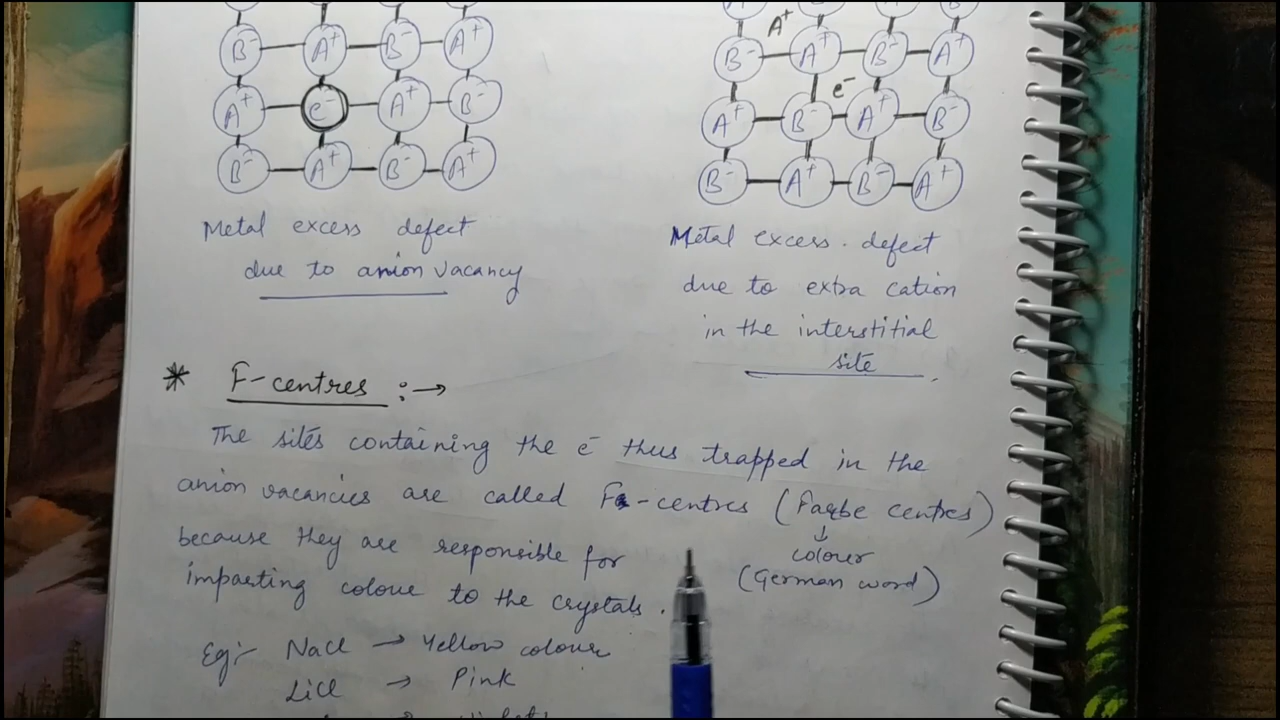 B⁻ A⁺ B⁻ A⁺
A⁺ e⁻ A⁺ B⁻
B⁻ A⁺ B⁻ A⁺
Metal excess defect
due to anion vacancy
A⁺
B⁻ A⁺ B⁻ A⁺
e⁻
A⁺ B⁻ A⁺ B⁻
B⁻ A⁺ B⁻ A⁺
Metal excess. defect
due to extra cation
in the interstitial
site
* F-centres :→
The sites containing the e⁻ thus trapped in the
anion vacancies are called F-centres (Farbe centres)
↓
colour
(German word)
because they are responsible for
imparting colour to the crystals.
Eg:- NaCl → Yellow colour
LiCl → Pink